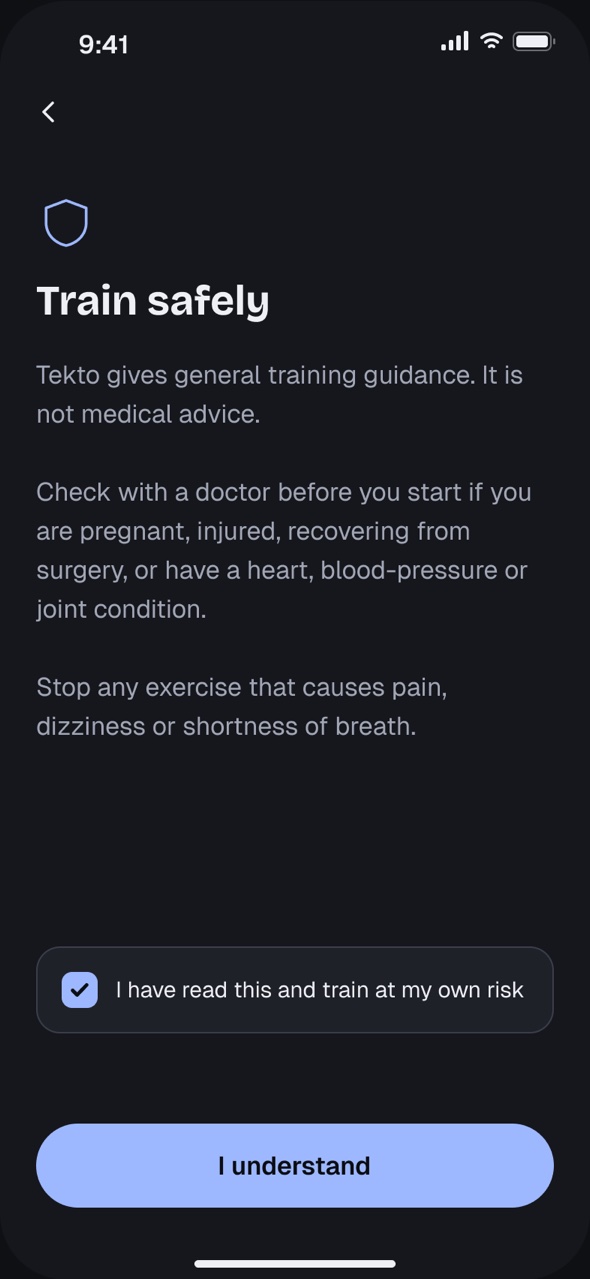 9:41
Train safely
Tekto gives general training guidance. It is
not medical advice.
Check with a doctor before you start if you
are pregnant, injured, recovering from
surgery, or have a heart, blood-pressure or
joint condition.
Stop any exercise that causes pain,
dizziness or shortness of breath.
I have read this and train at my own risk
I understand